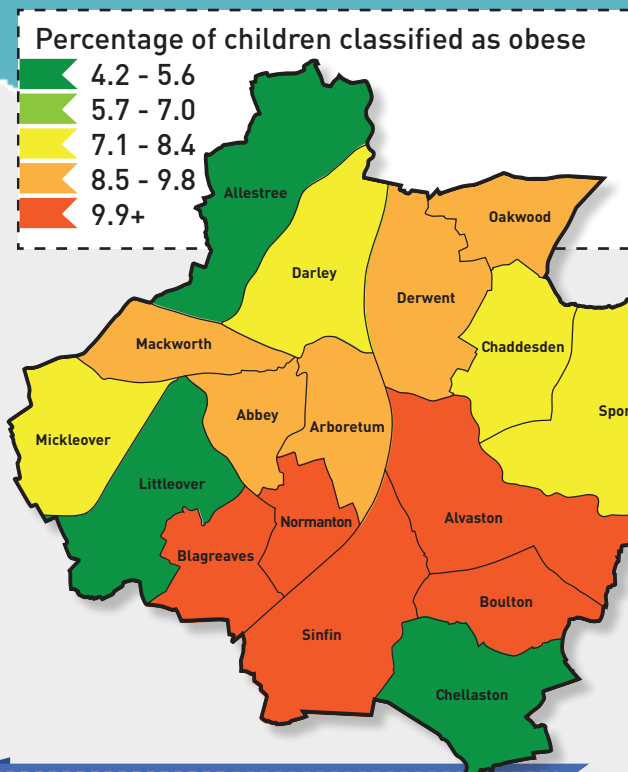 Percentage of children classified as obese
4.2 - 5.6
5.7 - 7.0
7.1 - 8.4
8.5 - 9.8
9.9+
Allestree
Oakwood
Darley
Derwent
Mackworth
Chaddesden
Spon
Abbey
Arboretum
Mickleover
Littleover
Normanton
Alvaston
Blagreaves
Boulton
Sinfin
Chellaston